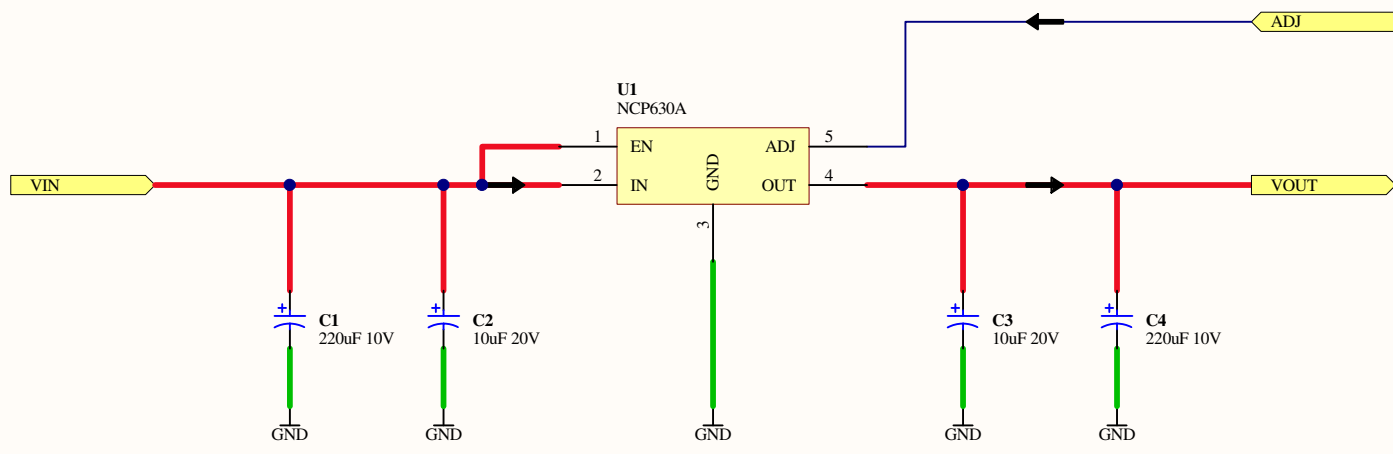 ADJ
U1
NCP630A
1 EN ADJ 5
VIN
2 IN GND OUT 4
VOUT
3
C1
220uF 10V
C2
10uF 20V
C3
10uF 20V
C4
220uF 10V
GND
GND
GND
GND
GND